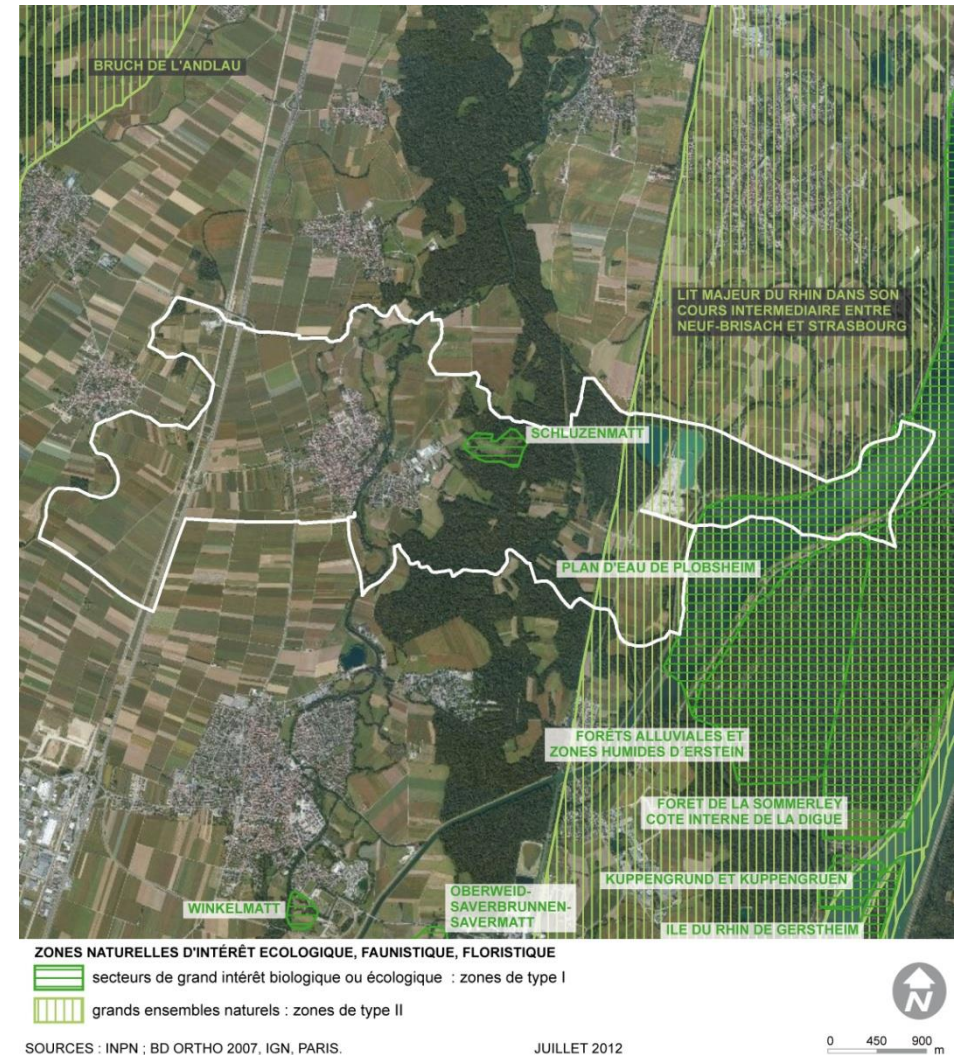 BRUCH DE L'ANDLAU
LIT MAJEUR DU RHIN DANS SON
COURS INTERMEDIAIRE ENTRE
NEUF-BRISACH ET STRASBOURG
SCHLUZENMATT
PLAN D'EAU DE PLOBSHEIM
FORÊTS ALLUVIALES ET
ZONES HUMIDES D'ERSTEIN
FORET DE LA SOMMERLEY
COTE INTERNE DE LA DIGUE
KUPPENGRUND ET KUPPENGRUEN
OBERWEID-
SAVERBRUNNEN-
SAVERMATT
WINKELMATT
ILE DU RHIN DE GERSTHEIM
ZONES NATURELLES D'INTÉRÊT ECOLOGIQUE, FAUNISTIQUE, FLORISTIQUE
secteurs de grand intérêt biologique ou écologique : zones de type I
grands ensembles naturels : zones de type II
N
SOURCES : INPN ; BD ORTHO 2007, IGN, PARIS.
JUILLET 2012
0 450 900 m